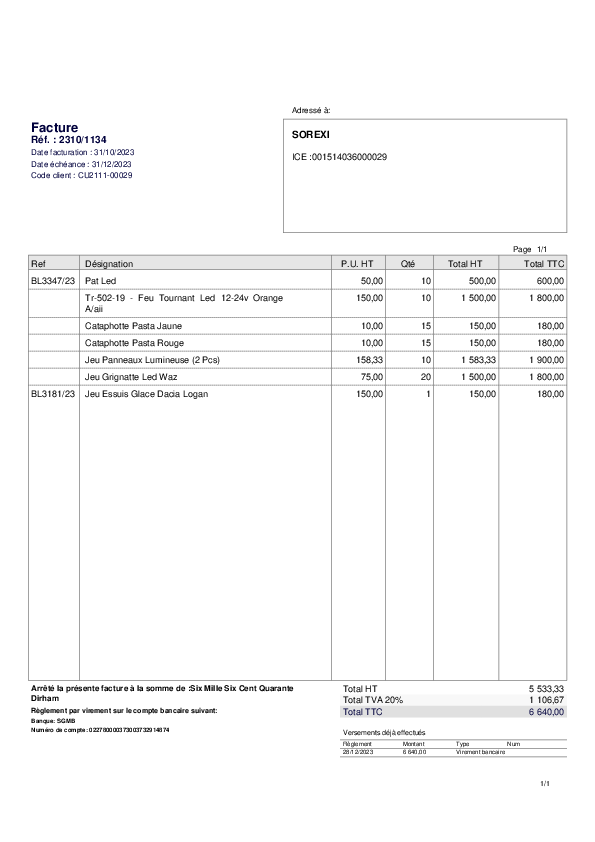 Adressé à:
Facture
Réf. : 2310/1134
Date facturation : 31/10/2023
Date échéance : 31/12/2023
Code client : CU2111-00029
SOREXI
ICE :001514036000029
Page 1/1
Ref Désignation P.U. HT Qté Total HT Total TTC
BL3347/23 Pat Led 50,00 10 500,00 600,00
Tr-502-19 - Feu Tournant Led 12-24v Orange 150,00 10 1 500,00 1 800,00
A/aii
Cataphotte Pasta Jaune 10,00 15 150,00 180,00
Cataphotte Pasta Rouge 10,00 15 150,00 180,00
Jeu Panneaux Lumineuse (2 Pcs) 158,33 10 1 583,33 1 900,00
Jeu Grignatte Led Waz 75,00 20 1 500,00 1 800,00
BL3181/23 Jeu Essuis Glace Dacia Logan 150,00 1 150,00 180,00
Arrêté la présente facture à la somme de :Six Mille Six Cent Quarante
Dirham
Règlement par virement sur le compte bancaire suivant:
Banque: SGMB
Numéro de compte: 022780000373003732914874
Total HT 5 533,33
Total TVA 20% 1 106,67
Total TTC 6 640,00
Versements déjà effectués
Règlement Montant Type Num
28/12/2023 6 640,00 Virement bancaire
1/1